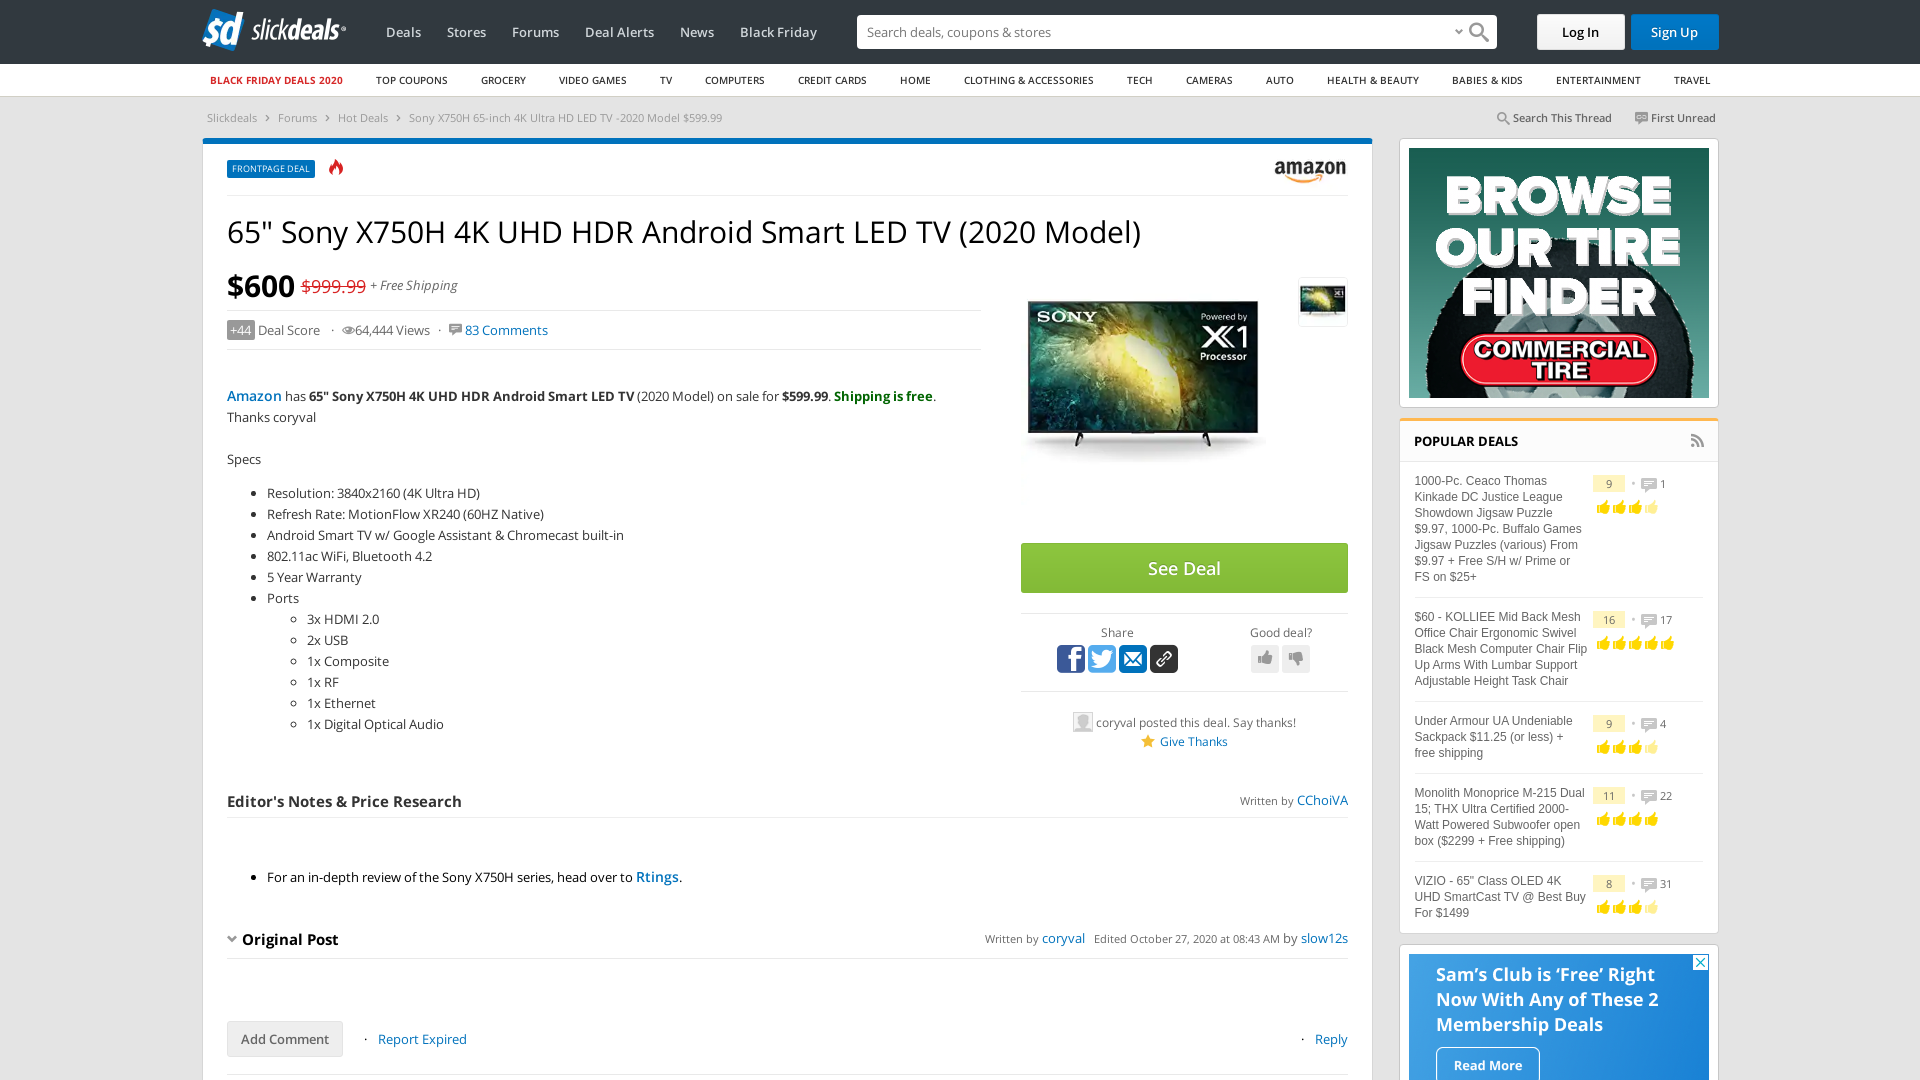 sd slickdeals
Deals Stores Forums Deal Alerts News Black Friday Search deals, coupons & stores Log In Sign Up
BLACK FRIDAY DEALS 2020 TOP COUPONS GROCERY VIDEO GAMES TV COMPUTERS CREDIT CARDS HOME CLOTHING & ACCESSORIES TECH CAMERAS AUTO HEALTH & BEAUTY BABIES & KIDS ENTERTAINMENT TRAVEL
Slickdeals › Forums › Hot Deals › Sony X750H 65-inch 4K Ultra HD LED TV -2020 Model $599.99
Search This Thread First Unread
FRONTPAGE DEAL
amazon
65" Sony X750H 4K UHD HDR Android Smart LED TV (2020 Model)
$600 $999.99 + Free Shipping
+44 Deal Score · 64,444 Views · 83 Comments
Amazon has 65" Sony X750H 4K UHD HDR Android Smart LED TV (2020 Model) on sale for $599.99. Shipping is free.
Thanks coryval
Specs
• Resolution: 3840x2160 (4K Ultra HD)
• Refresh Rate: MotionFlow XR240 (60HZ Native)
• Android Smart TV w/ Google Assistant & Chromecast built-in
• 802.11ac WiFi, Bluetooth 4.2
• 5 Year Warranty
• Ports
◦ 3x HDMI 2.0
◦ 2x USB
◦ 1x Composite
◦ 1x RF
◦ 1x Ethernet
◦ 1x Digital Optical Audio
SONY
Powered by
X1
Processor
See Deal
Share
Good deal?
coryval posted this deal. Say thanks!
Give Thanks
Editor's Notes & Price Research
Written by CChoiVA
• For an in-depth review of the Sony X750H series, head over to Rtings.
Original Post
Written by coryval Edited October 27, 2020 at 08:43 AM by slow12s
Add Comment · Report Expired
· Reply
BROWSE
OUR TIRE
FINDER
COMMERCIAL
TIRE
POPULAR DEALS
1000-Pc. Ceaco Thomas
Kinkade DC Justice League
Showdown Jigsaw Puzzle
$9.97, 1000-Pc. Buffalo Games
Jigsaw Puzzles (various) From
$9.97 + Free S/H w/ Prime or
FS on $25+
9 • 1
$60 - KOLLIEE Mid Back Mesh
Office Chair Ergonomic Swivel
Black Mesh Computer Chair Flip
Up Arms With Lumbar Support
Adjustable Height Task Chair
16 • 17
Under Armour UA Undeniable
Sackpack $11.25 (or less) +
free shipping
9 • 4
Monolith Monoprice M-215 Dual
15; THX Ultra Certified 2000-
Watt Powered Subwoofer open
box ($2299 + Free shipping)
11 • 22
VIZIO - 65" Class OLED 4K
UHD SmartCast TV @ Best Buy
For $1499
8 • 31
Sam's Club is 'Free' Right
Now With Any of These 2
Membership Deals
Read More